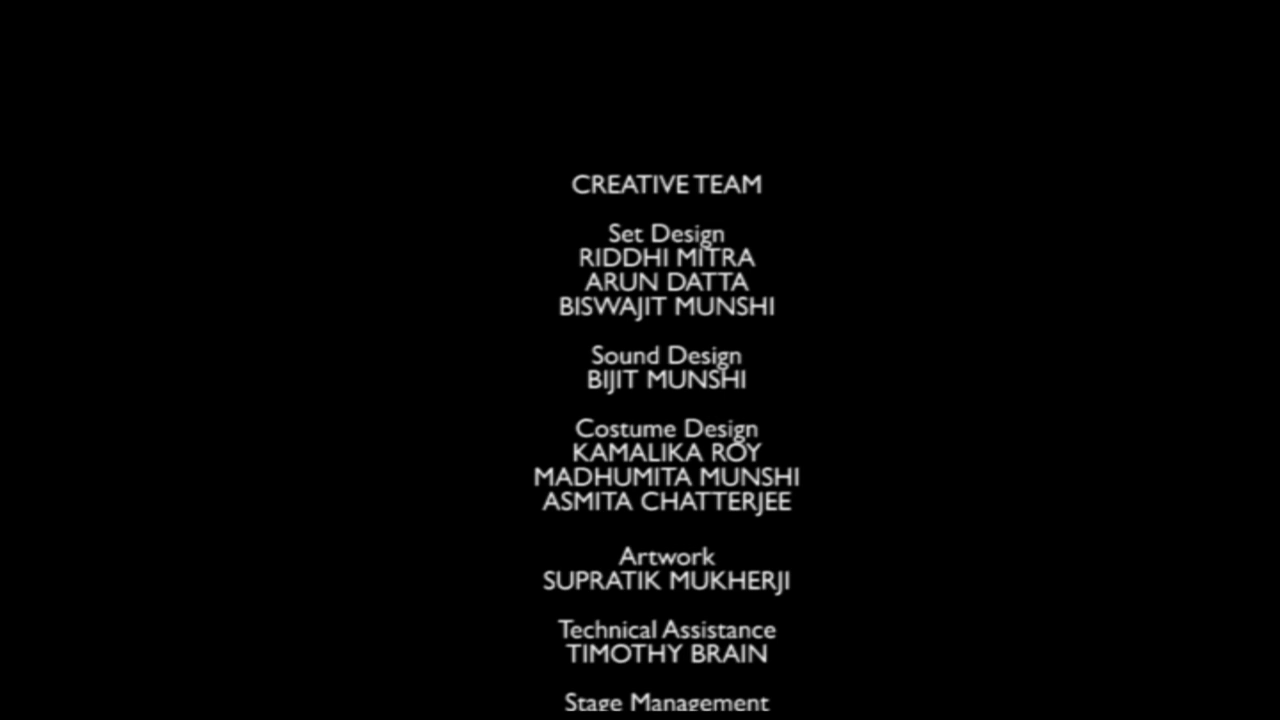 CREATIVE TEAM
Set Design
RIDDHI MITRA
ARUN DATTA
BISWAJIT MUNSHI
Sound Design
BIJIT MUNSHI
Costume Design
KAMALIKA ROY
MADHUMITA MUNSHI
ASMITA CHATTERJEE
Artwork
SUPRATIK MUKHERJI
Technical Assistance
TIMOTHY BRAIN
Stage Management